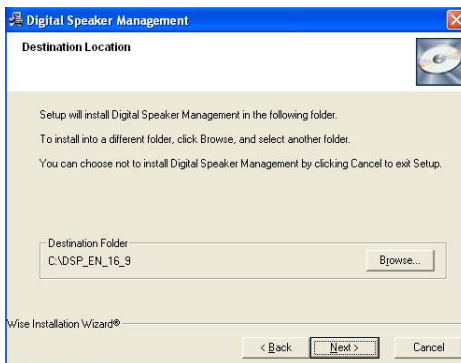 Digital Speaker Management
Destination Location
Setup will install Digital Speaker Management in the following folder.
To install into a different folder, click Browse, and select another folder.
You can choose not to install Digital Speaker Management by clicking Cancel to exit Setup.
Destination Folder
C:\DSP_EN_16_9
Browse...
Wise Installation Wizard®
< Back
Next >
Cancel